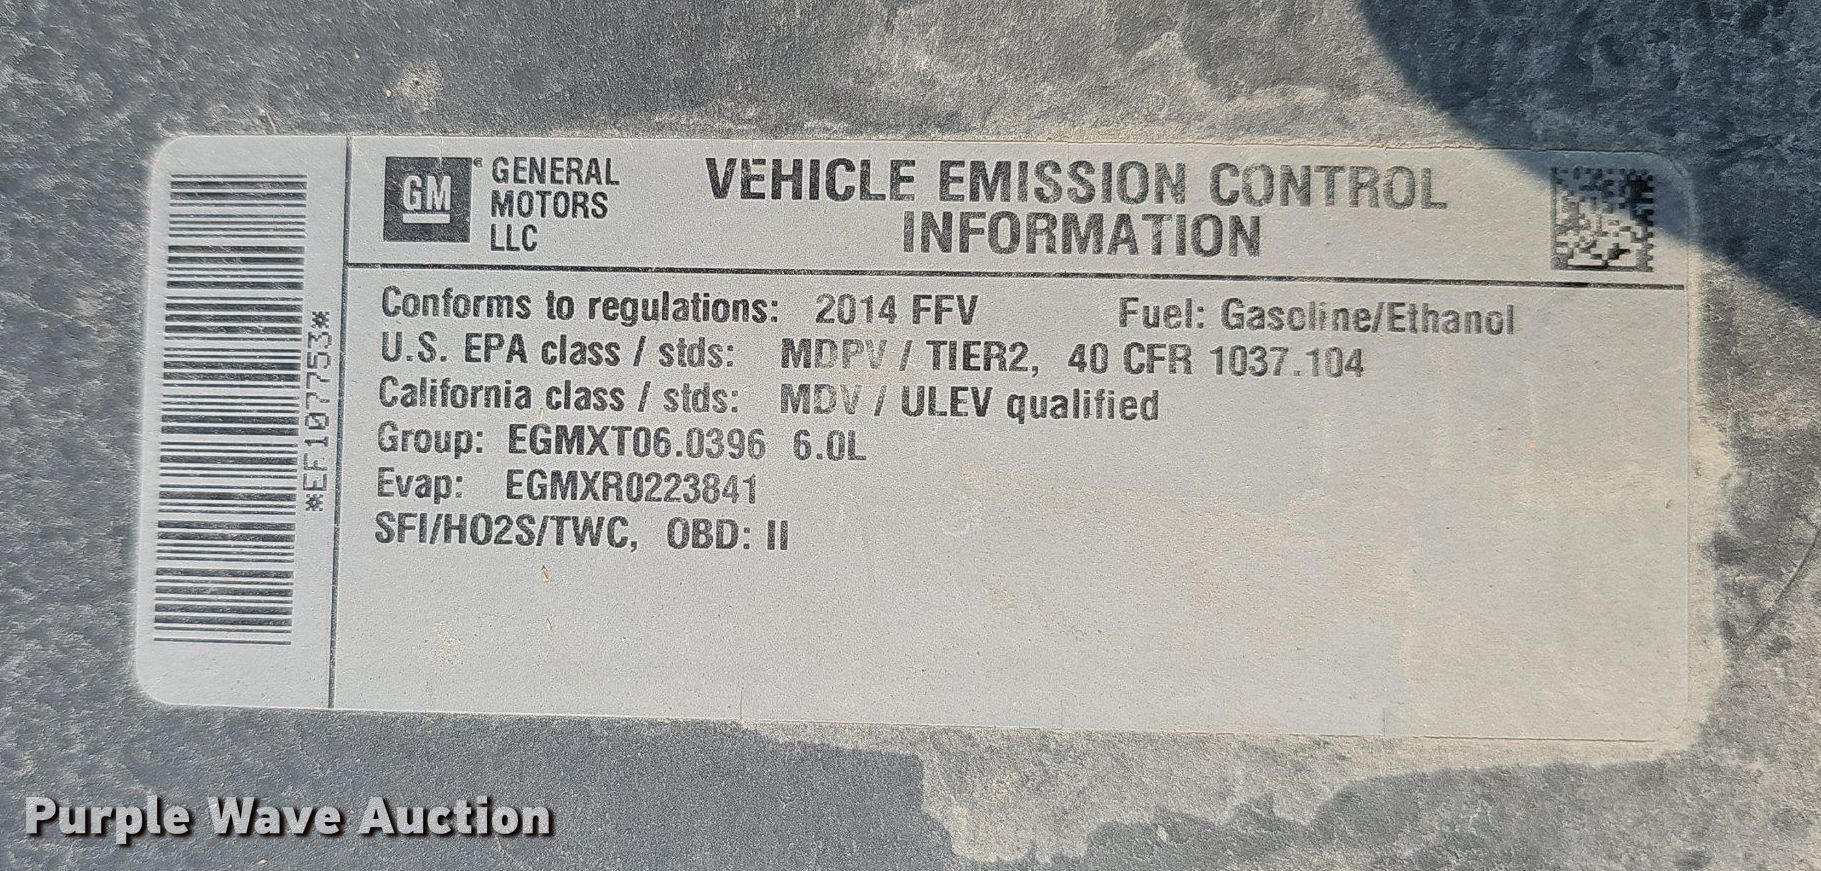 *EF107753*
GM
GENERAL
MOTORS
LLC
VEHICLE EMISSION CONTROL
INFORMATION
Conforms to regulations: 2014 FFV Fuel: Gasoline/Ethanol
U.S. EPA class / stds: MDPV / TIER2, 40 CFR 1037.104
California class / stds: MDV / ULEV qualified
Group: EGMXT06.0396 6.0L
Evap: EGMXR0223841
SFI/HO2S/TWC, OBD: II
Purple Wave Auction